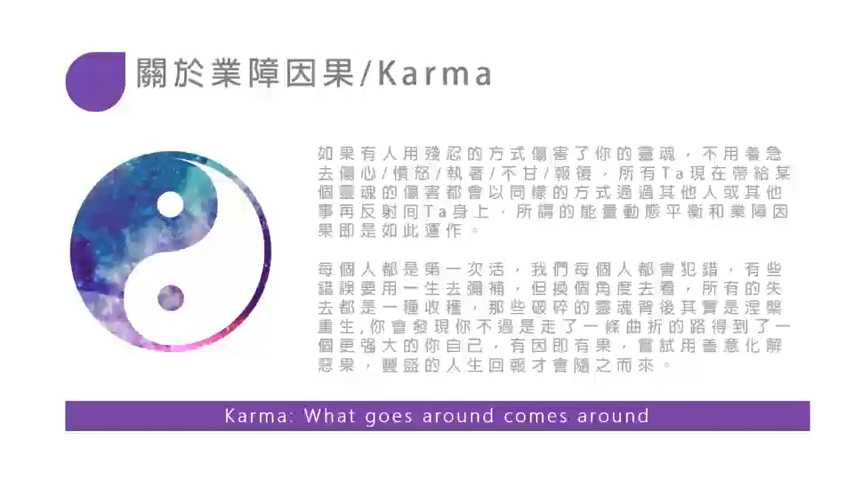 關於業障因果/Karma
如果有人用殘忍的方式傷害了你的靈魂，不用着急
去傷心/憤怒/執著/不甘/報復，所有Ta現在帶給某
個靈魂的傷害都會以同樣的方式通過其他人或其他
事再反射回Ta身上，所謂的能量動態平衡和業障因
果即是如此運作。
每個人都是第一次活，我們每個人都會犯錯，有些
錯誤要用一生去彌補，但換個角度去看，所有的失
去都是一種收穫，那些破碎的靈魂背後其實是涅槃
重生,你會發現你不過是走了一條曲折的路得到了一
個更强大的你自己，有因即有果，嘗試用善意化解
惡果，豐盛的人生回報才會隨之而來。
Karma: What goes around comes around